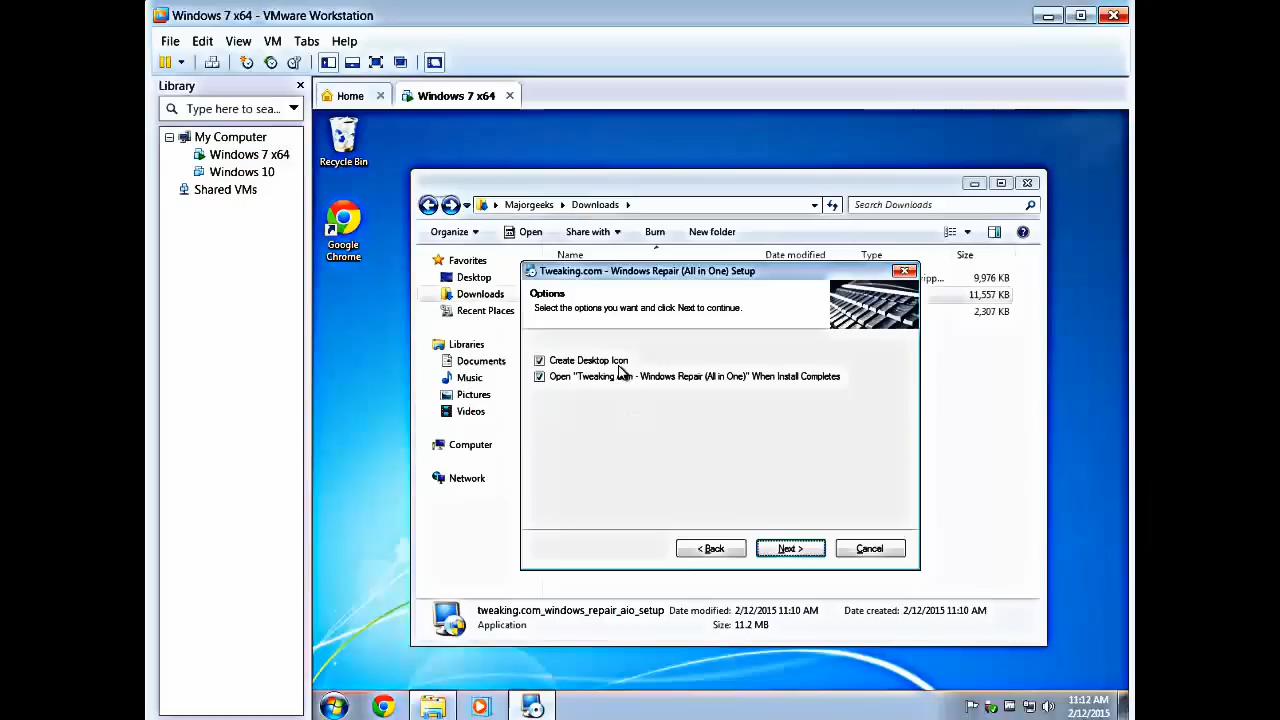 Windows 7 x64 - VMware Workstation
File Edit View VM Tabs Help
Library
Type here to sea...
My Computer
Windows 7 x64
Windows 10
Shared VMs
Home
Windows 7 x64
Recycle Bin
Google
Chrome
Majorgeeks
Downloads
Search Downloads
Organize
Open
Share with
Burn
New folder
Favorites
Desktop
Downloads
Recent Places
Libraries
Documents
Music
Pictures
Videos
Computer
Network
Name Date modified Type Size
ipp... 9,976 KB
11,557 KB
2,307 KB
Tweaking.com - Windows Repair (All in One) Setup
Options
Select the options you want and click Next to continue.
Create Desktop Icon
Open "Tweaking - Windows Repair (All in One)" When Install Completes
< Back
Next >
Cancel
tweaking.com_windows_repair_aio_setup Date modified: 2/12/2015 11:10 AM Date created: 2/12/2015 11:10 AM
Application Size: 11.2 MB
11:12 AM
2/12/2015